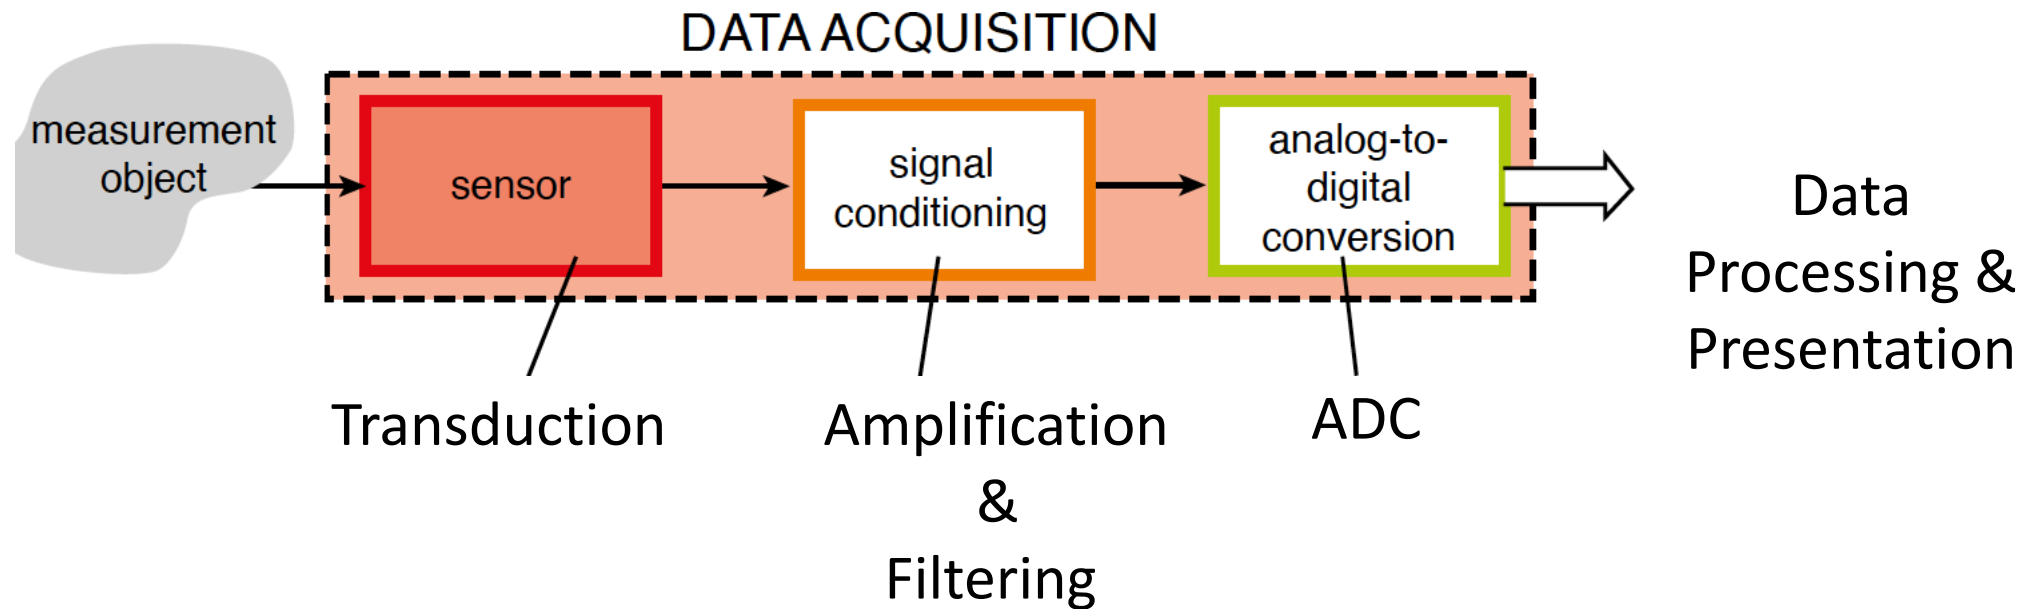 DATA ACQUISITION
measurement
object
sensor
signal
conditioning
analog-to-
digital
conversion
Data
Processing &
Presentation
Transduction
Amplification
&
Filtering
ADC